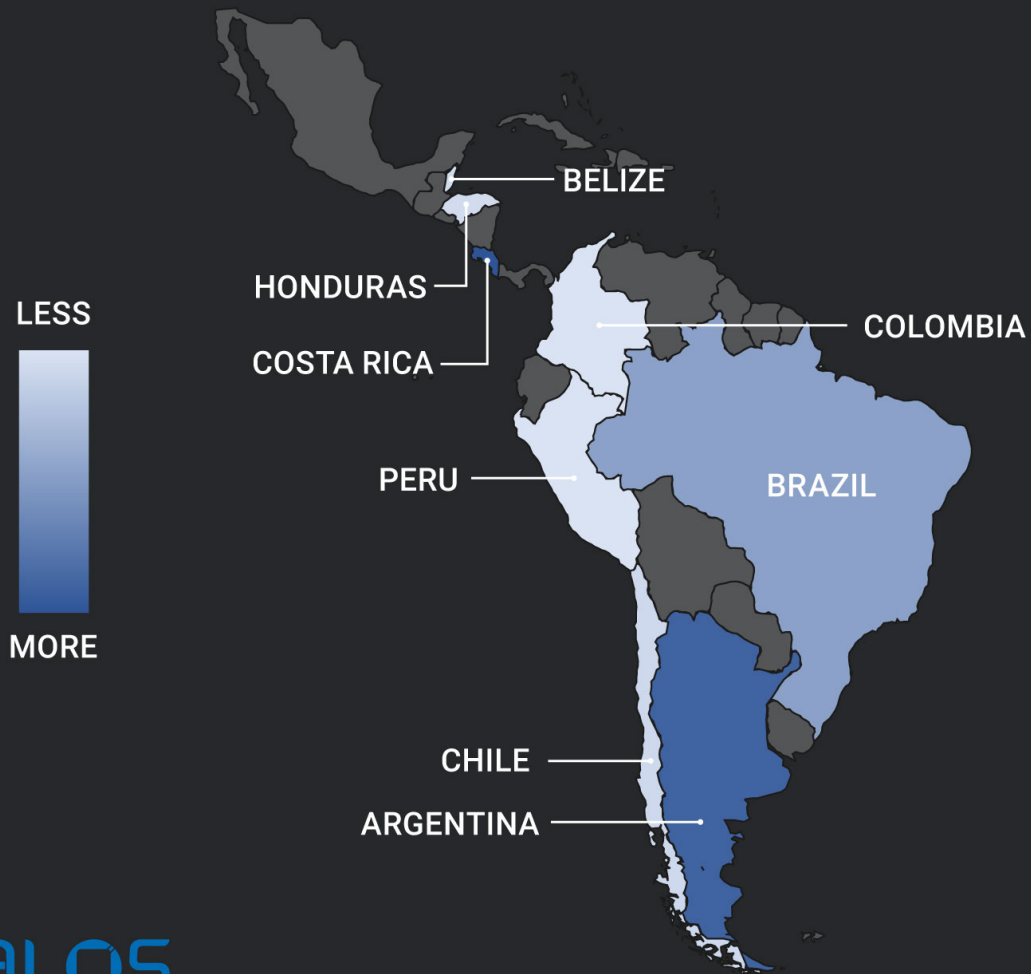 BELIZE
HONDURAS
LESS
COLOMBIA
COSTA RICA
PERU
BRAZIL
MORE
CHILE
ARGENTINA